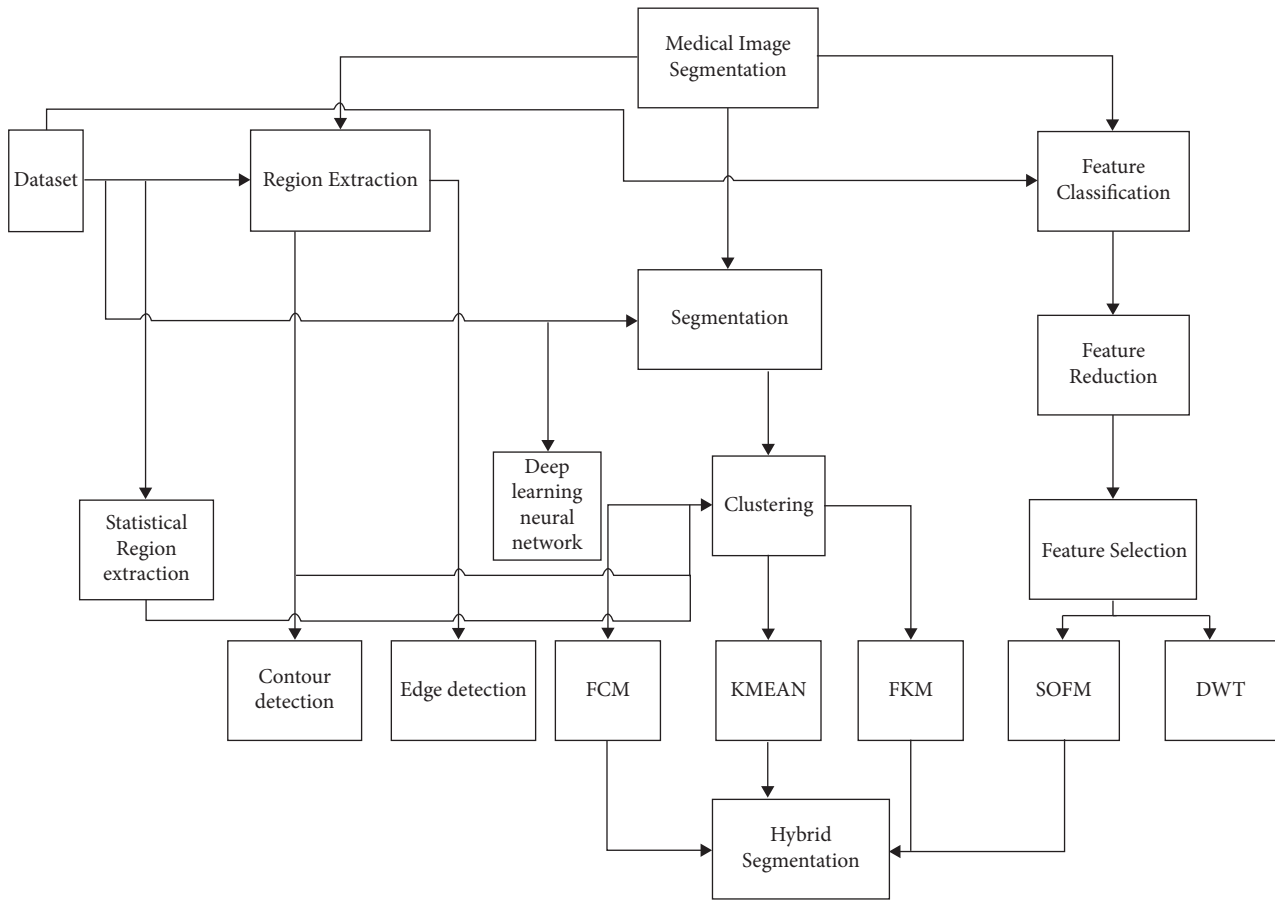 Medical Image
Segmentation
Dataset
Region Extraction
Feature
Classification
Segmentation
Feature
Reduction
Deep
learning
neural
network
Clustering
Statistical
Region
extraction
Feature Selection
Contour
detection
Edge detection
FCM
KMEAN
FKM
SOFM
DWT
Hybrid
Segmentation